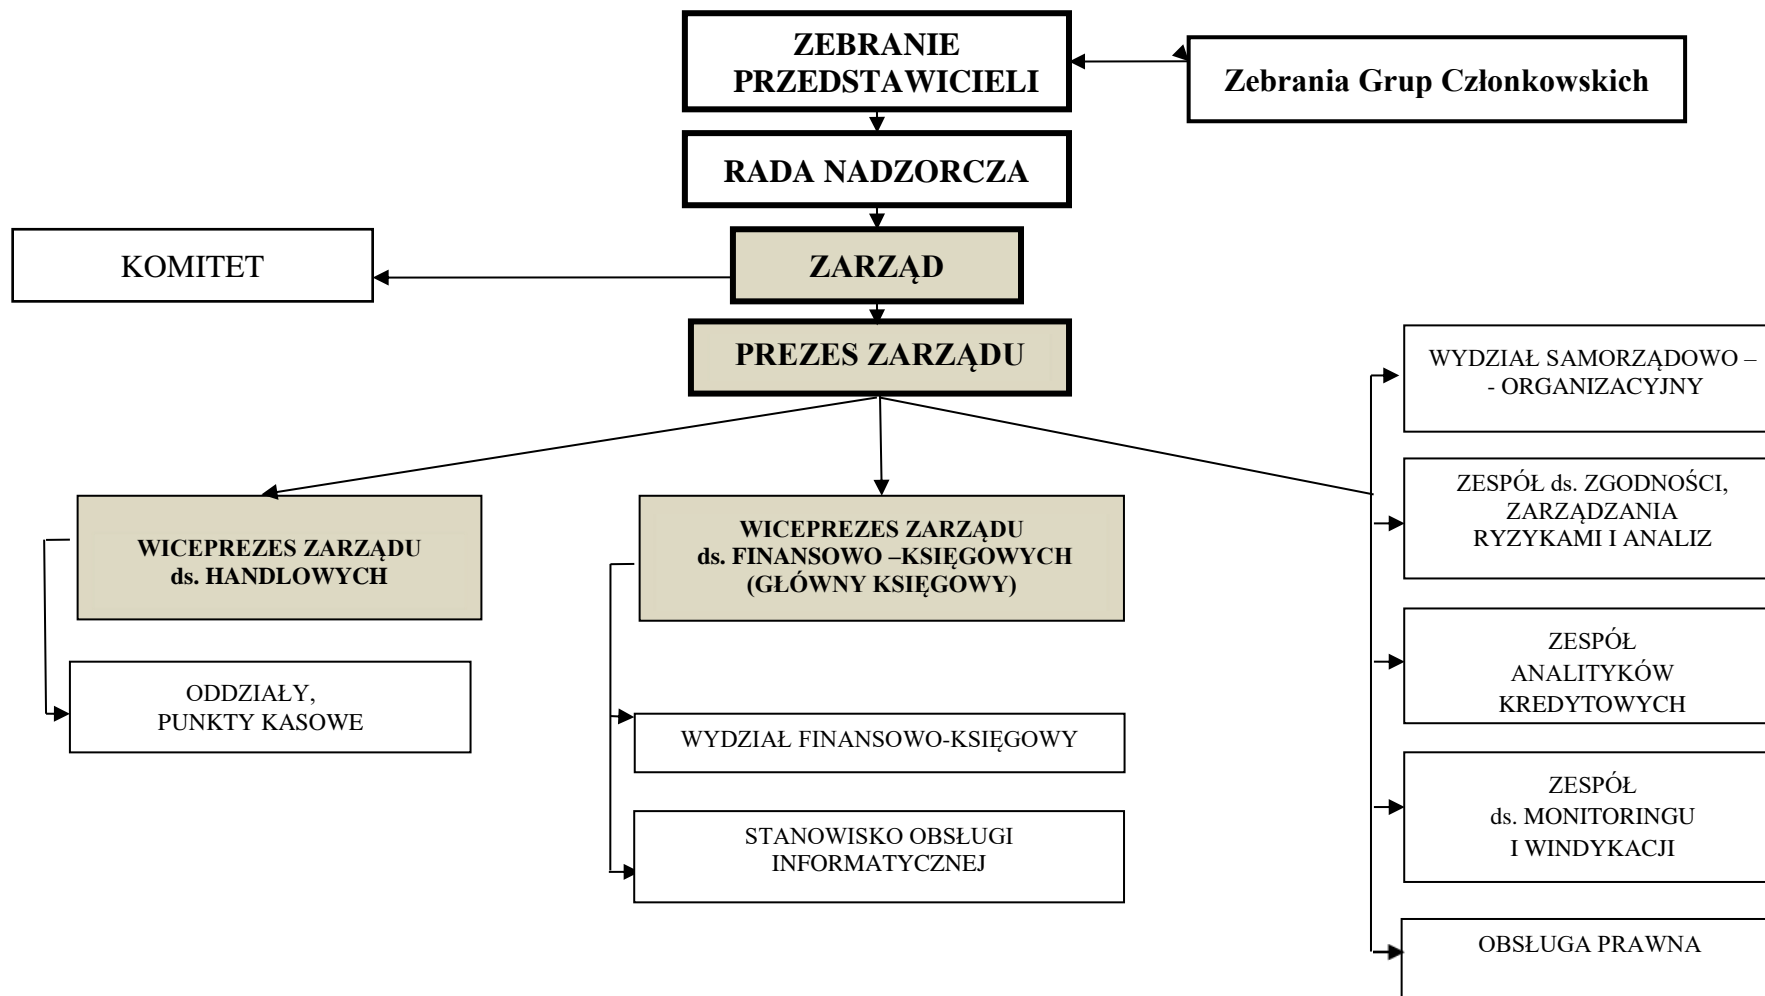 ZEBRANIE
PRZEDSTAWICIELI
Zebrania Grup Członkowskich
RADA NADZORCZA
KOMITET
ZARZĄD
PREZES ZARZĄDU
WICEPREZES ZARZĄDU
ds. HANDLOWYCH
ODDZIAŁY,
PUNKTY KASOWE
WICEPREZES ZARZĄDU
ds. FINANSOWO –KSIĘGOWYCH
(GŁÓWNY KSIĘGOWY)
WYDZIAŁ FINANSOWO-KSIĘGOWY
STANOWISKO OBSŁUGI
INFORMATYCZNEJ
WYDZIAŁ SAMORZĄDOWO –
- ORGANIZACYJNY
ZESPÓŁ ds. ZGODNOŚCI,
ZARZĄDZANIA
RYZYKAMI I ANALIZ
ZESPÓŁ
ANALITYKÓW
KREDYTOWYCH
ZESPÓŁ
ds. MONITORINGU
I WINDYKACJI
OBSŁUGA PRAWNA